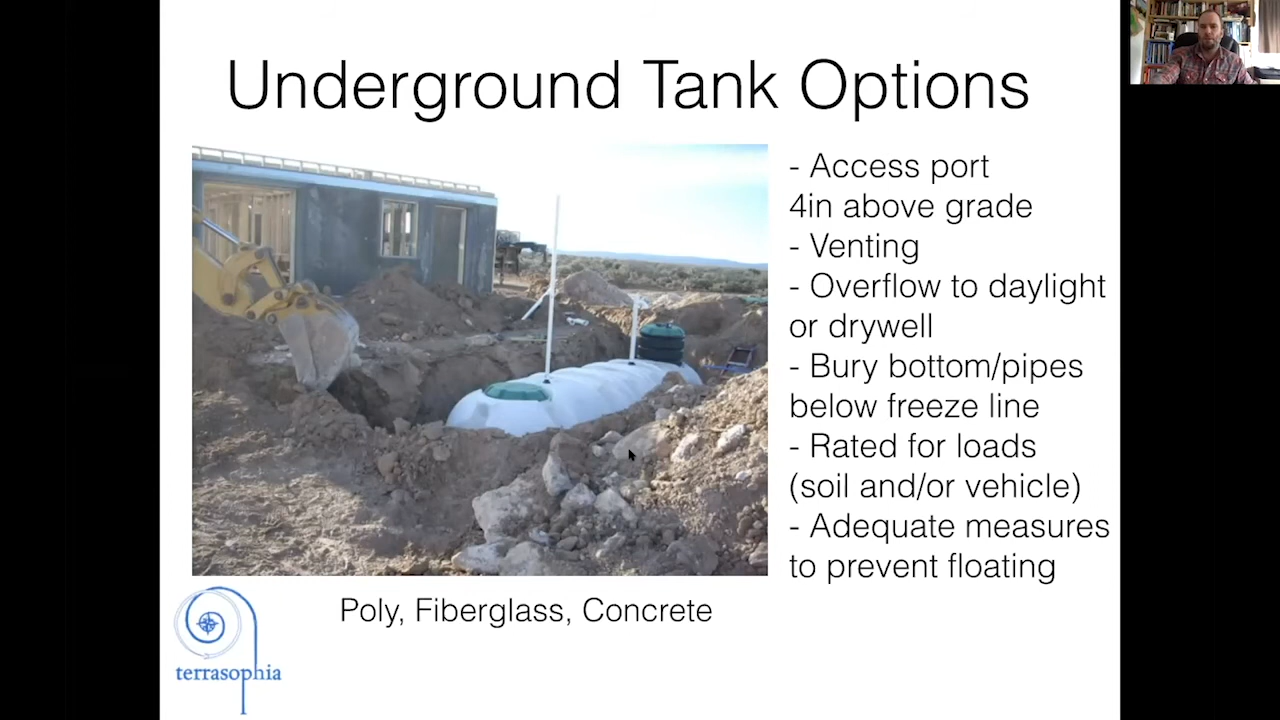 Underground Tank Options
- Access port
4in above grade
- Venting
- Overflow to daylight
or drywell
- Bury bottom/pipes
below freeze line
- Rated for loads
(soil and/or vehicle)
- Adequate measures
to prevent floating
Poly, Fiberglass, Concrete
terrasophia